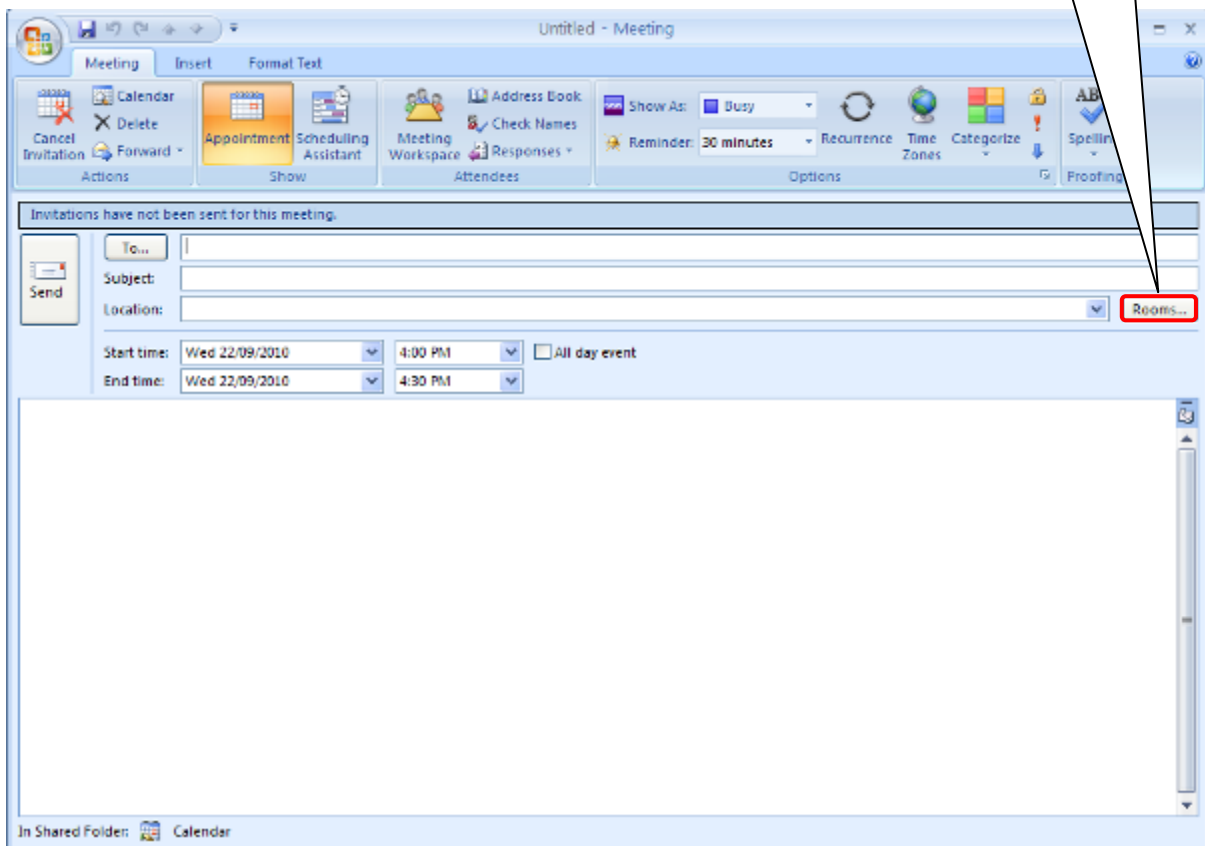 Untitled - Meeting
Meeting Insert Format Text
Cancel Invitation
Calendar
Delete
Forward
Actions
Appointment
Scheduling Assistant
Show
Meeting Workspace
Address Book
Check Names
Responses
Attendees
Show As: Busy
Reminder: 30 minutes
Recurrence
Time Zones
Categorize
Options
Proofing
Invitations have not been sent for this meeting.
Send
To...
Subject:
Location:
Rooms...
Start time: Wed 22/09/2010 4:00 PM All day event
End time: Wed 22/09/2010 4:30 PM
In Shared Folder: Calendar